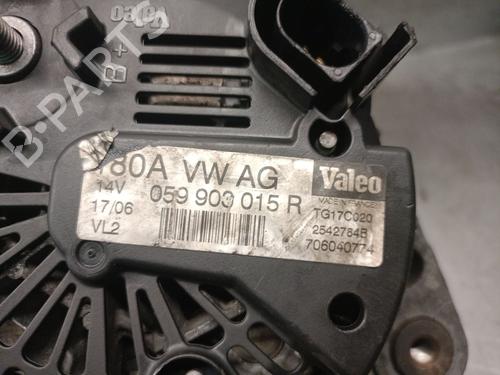 B+
180A VW AG
Valeo
14V
059 903 015 R
MADE IN FRANCE
17/06
TG17C020
VL2
2542784B
706040774
B-PARTS